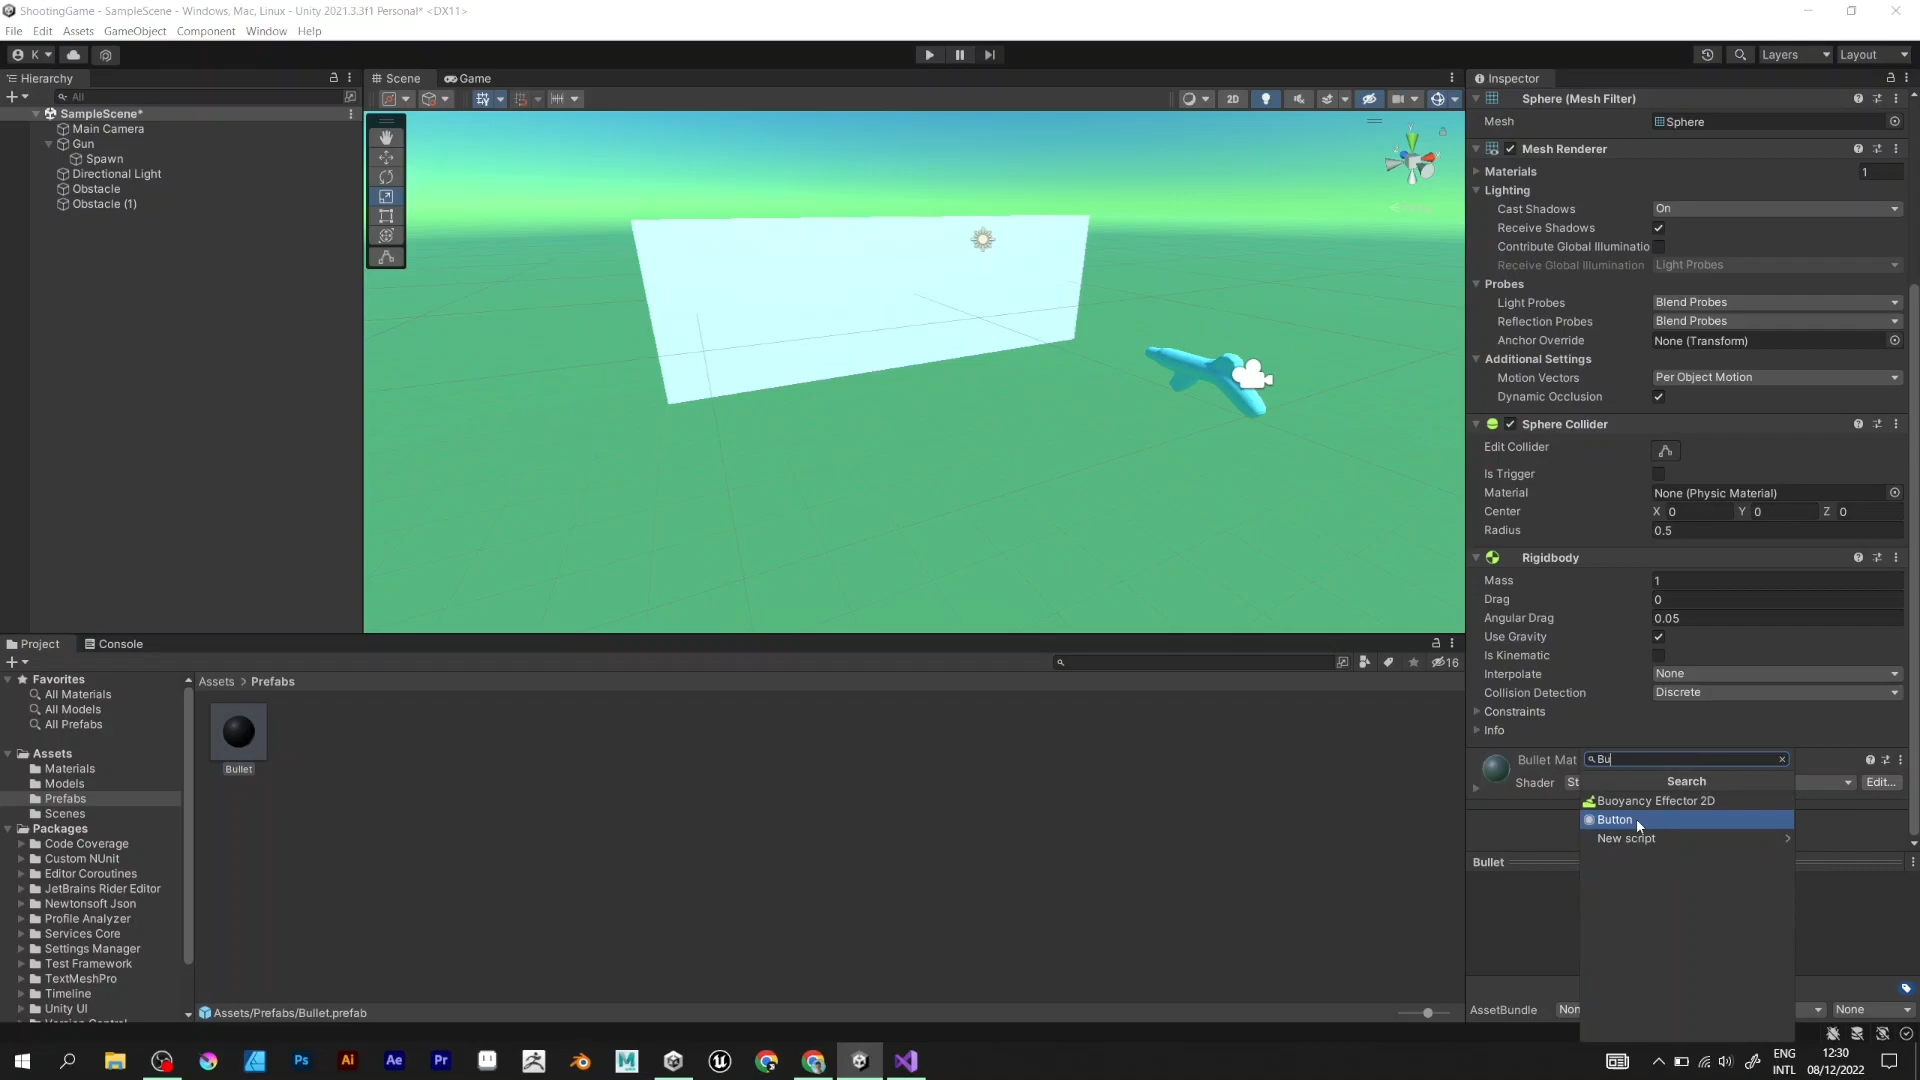 ShootingGame - SampleScene - Windows, Mac, Linux - Unity 2021.3.3f1 Personal* <DX11>
File Edit Assets GameObject Component Window Help
K Layers Layout
Hierarchy
All
SampleScene*
Main Camera
Gun
Spawn
Directional Light
Obstacle
Obstacle (1)
Scene Game
2D
y
x
Inspector
Sphere (Mesh Filter)
Mesh Sphere
Mesh Renderer
Materials 1
Lighting
Cast Shadows On
Receive Shadows
Contribute Global Illuminatio
Receive Global Illumination Light Probes
Probes
Light Probes Blend Probes
Reflection Probes Blend Probes
Anchor Override None (Transform)
Additional Settings
Motion Vectors Per Object Motion
Dynamic Occlusion
Sphere Collider
Edit Collider
Is Trigger
Material None (Physic Material)
Center X 0 Y 0 Z 0
Radius 0.5
Rigidbody
Mass 1
Drag 0
Angular Drag 0.05
Use Gravity
Is Kinematic
Interpolate None
Collision Detection Discrete
Constraints
Info
Bullet Mat
Shader St Edit...
Bu
Search
Buoyancy Effector 2D
Button
New script
Bullet
AssetBundle Non None
Project Console
16
Favorites
All Materials
All Models
All Prefabs
Assets
Materials
Models
Prefabs
Scenes
Packages
Code Coverage
Custom NUnit
Editor Coroutines
JetBrains Rider Editor
Newtonsoft Json
Profile Analyzer
Services Core
Settings Manager
Test Framework
TextMeshPro
Timeline
Unity UI
Version Control
Assets > Prefabs
Bullet
Assets/Prefabs/Bullet.prefab
Ps Ai Ae Pr M
ENG
INTL
12:30
08/12/2022